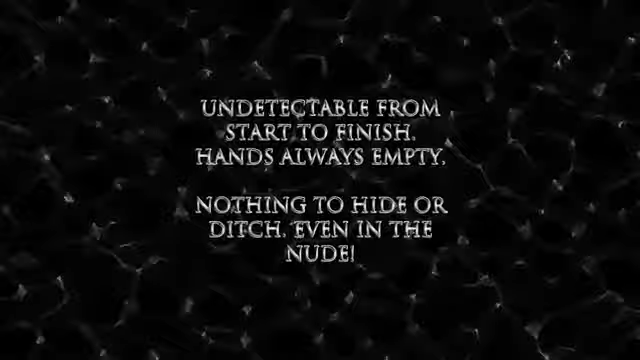 UNDETECTABLE FROM
START TO FINISH.
HANDS ALWAYS EMPTY,
NOTHING TO HIDE OR
DITCH. EVEN IN THE
NUDE!